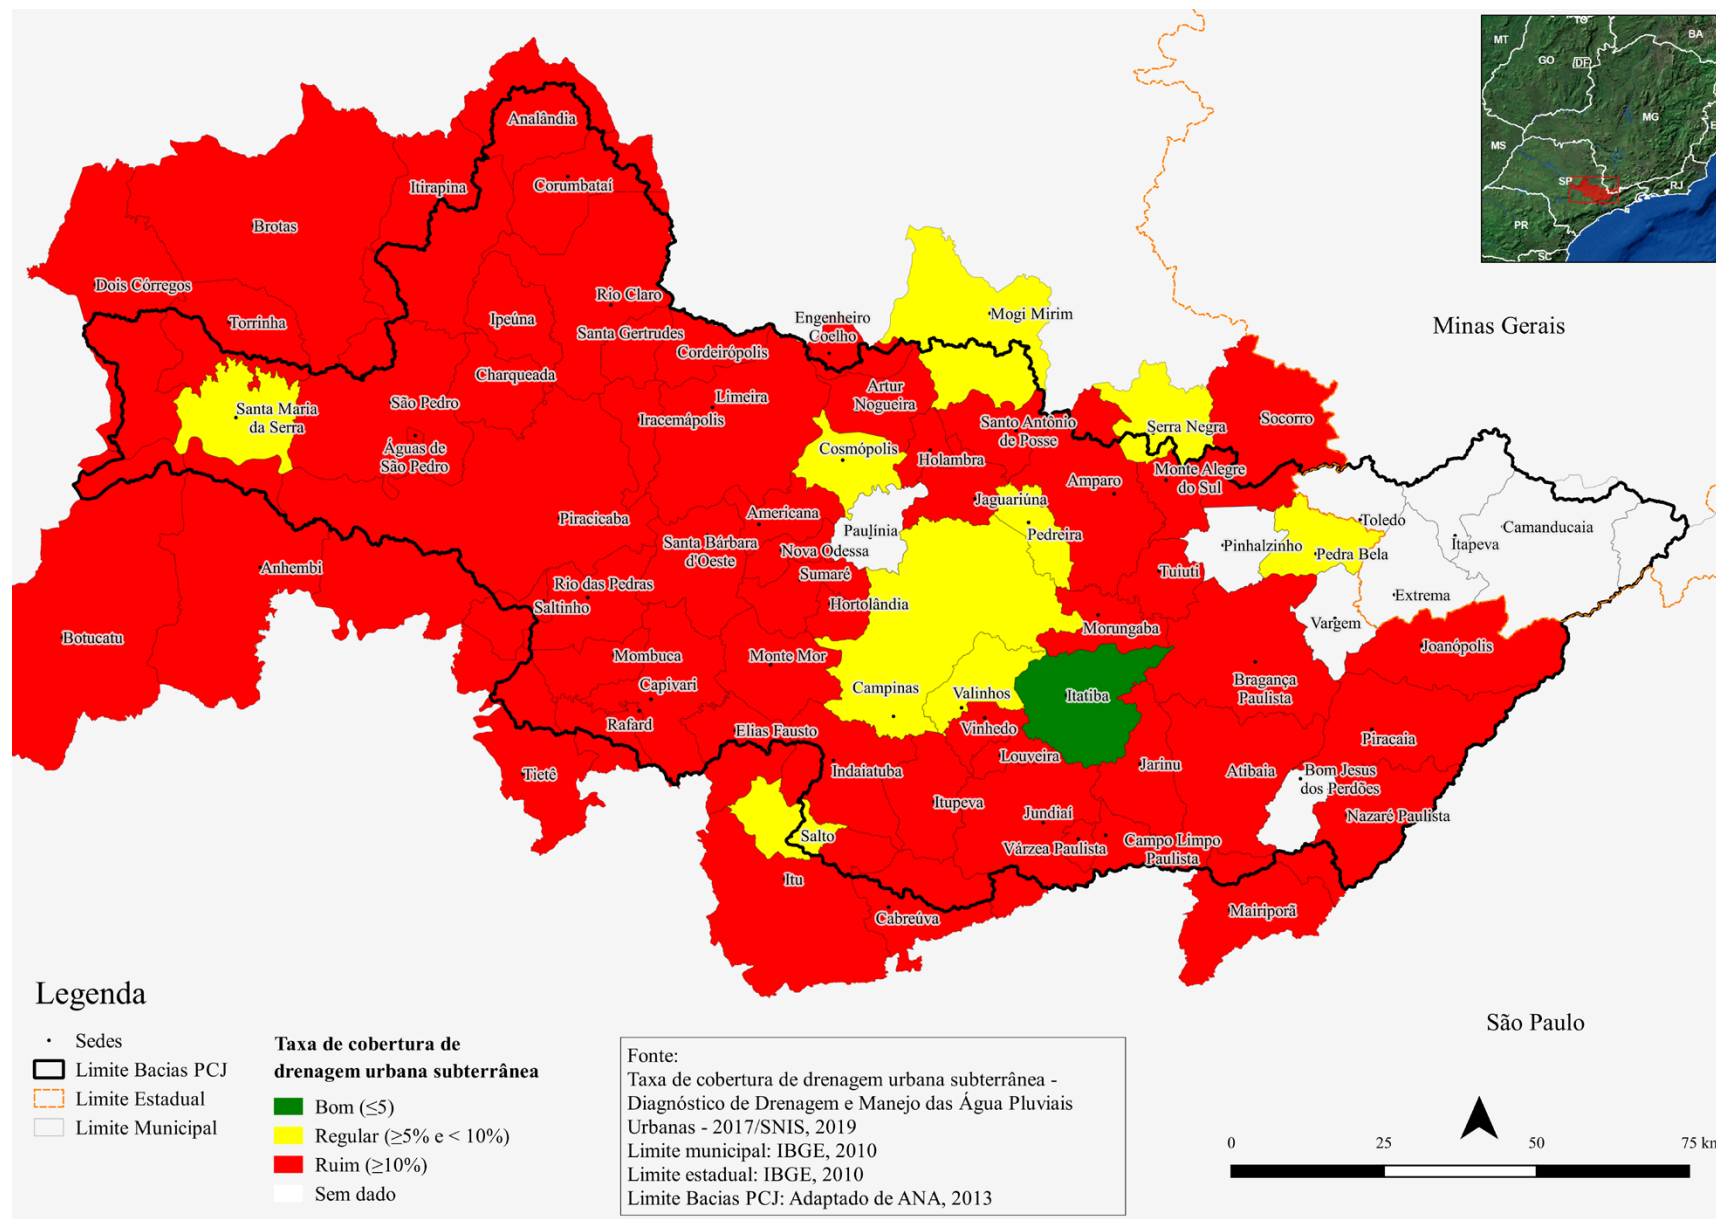 TO
MT
BA
GO
DF
MG
E
MS
SP
RJ
PR
SC
Minas Gerais
Analândia
Itirapina
Corumbataí
Brotas
Dois Córregos
Rio Claro
Torrinha
Ipeúna
Santa Gertrudes
Engenheiro
Coelho
Mogi Mirim
Cordeirópolis
Charqueada
Artur
Nogueira
Santa Maria
da Serra
São Pedro
Limeira
Iracemápolis
Santo Antônio
de Posse
Serra Negra
Socorro
Águas de
São Pedro
Cosmópolis
Holambra
Amparo
Monte Alegre
do Sul
Jaguariúna
Piracicaba
Americana
Paulínia
Pedreira
Toledo
Itapeva
Camanducaia
Santa Bárbara
d'Oeste
Nova Odessa
Pinhalzinho
Pedra Bela
Anhembi
Sumaré
Tuiuti
Rio das Pedras
Saltinho
Hortolândia
Extrema
Botucatu
Morungaba
Vargem
Joanópolis
Mombuca
Monte Mor
Capivari
Campinas
Valinhos
Itatiba
Bragança
Paulista
Rafard
Elias Fausto
Vinhedo
Louveira
Piracaia
Tietê
Indaiatuba
Jarinu
Atibaia
Bom Jesus
dos Perdões
Itupeva
Jundiaí
Nazaré Paulista
Salto
Várzea Paulista
Campo Limpo
Paulista
Itu
Cabreúva
Mairiporã
São Paulo
Legenda
Sedes
Limite Bacias PCJ
Limite Estadual
Limite Municipal
Taxa de cobertura de
drenagem urbana subterrânea
Bom (≤5)
Regular (≥5% e < 10%)
Ruim (≥10%)
Sem dado
Fonte:
Taxa de cobertura de drenagem urbana subterrânea -
Diagnóstico de Drenagem e Manejo das Água Pluviais
Urbanas - 2017/SNIS, 2019
Limite municipal: IBGE, 2010
Limite estadual: IBGE, 2010
Limite Bacias PCJ: Adaptado de ANA, 2013
0 25 50 75 km